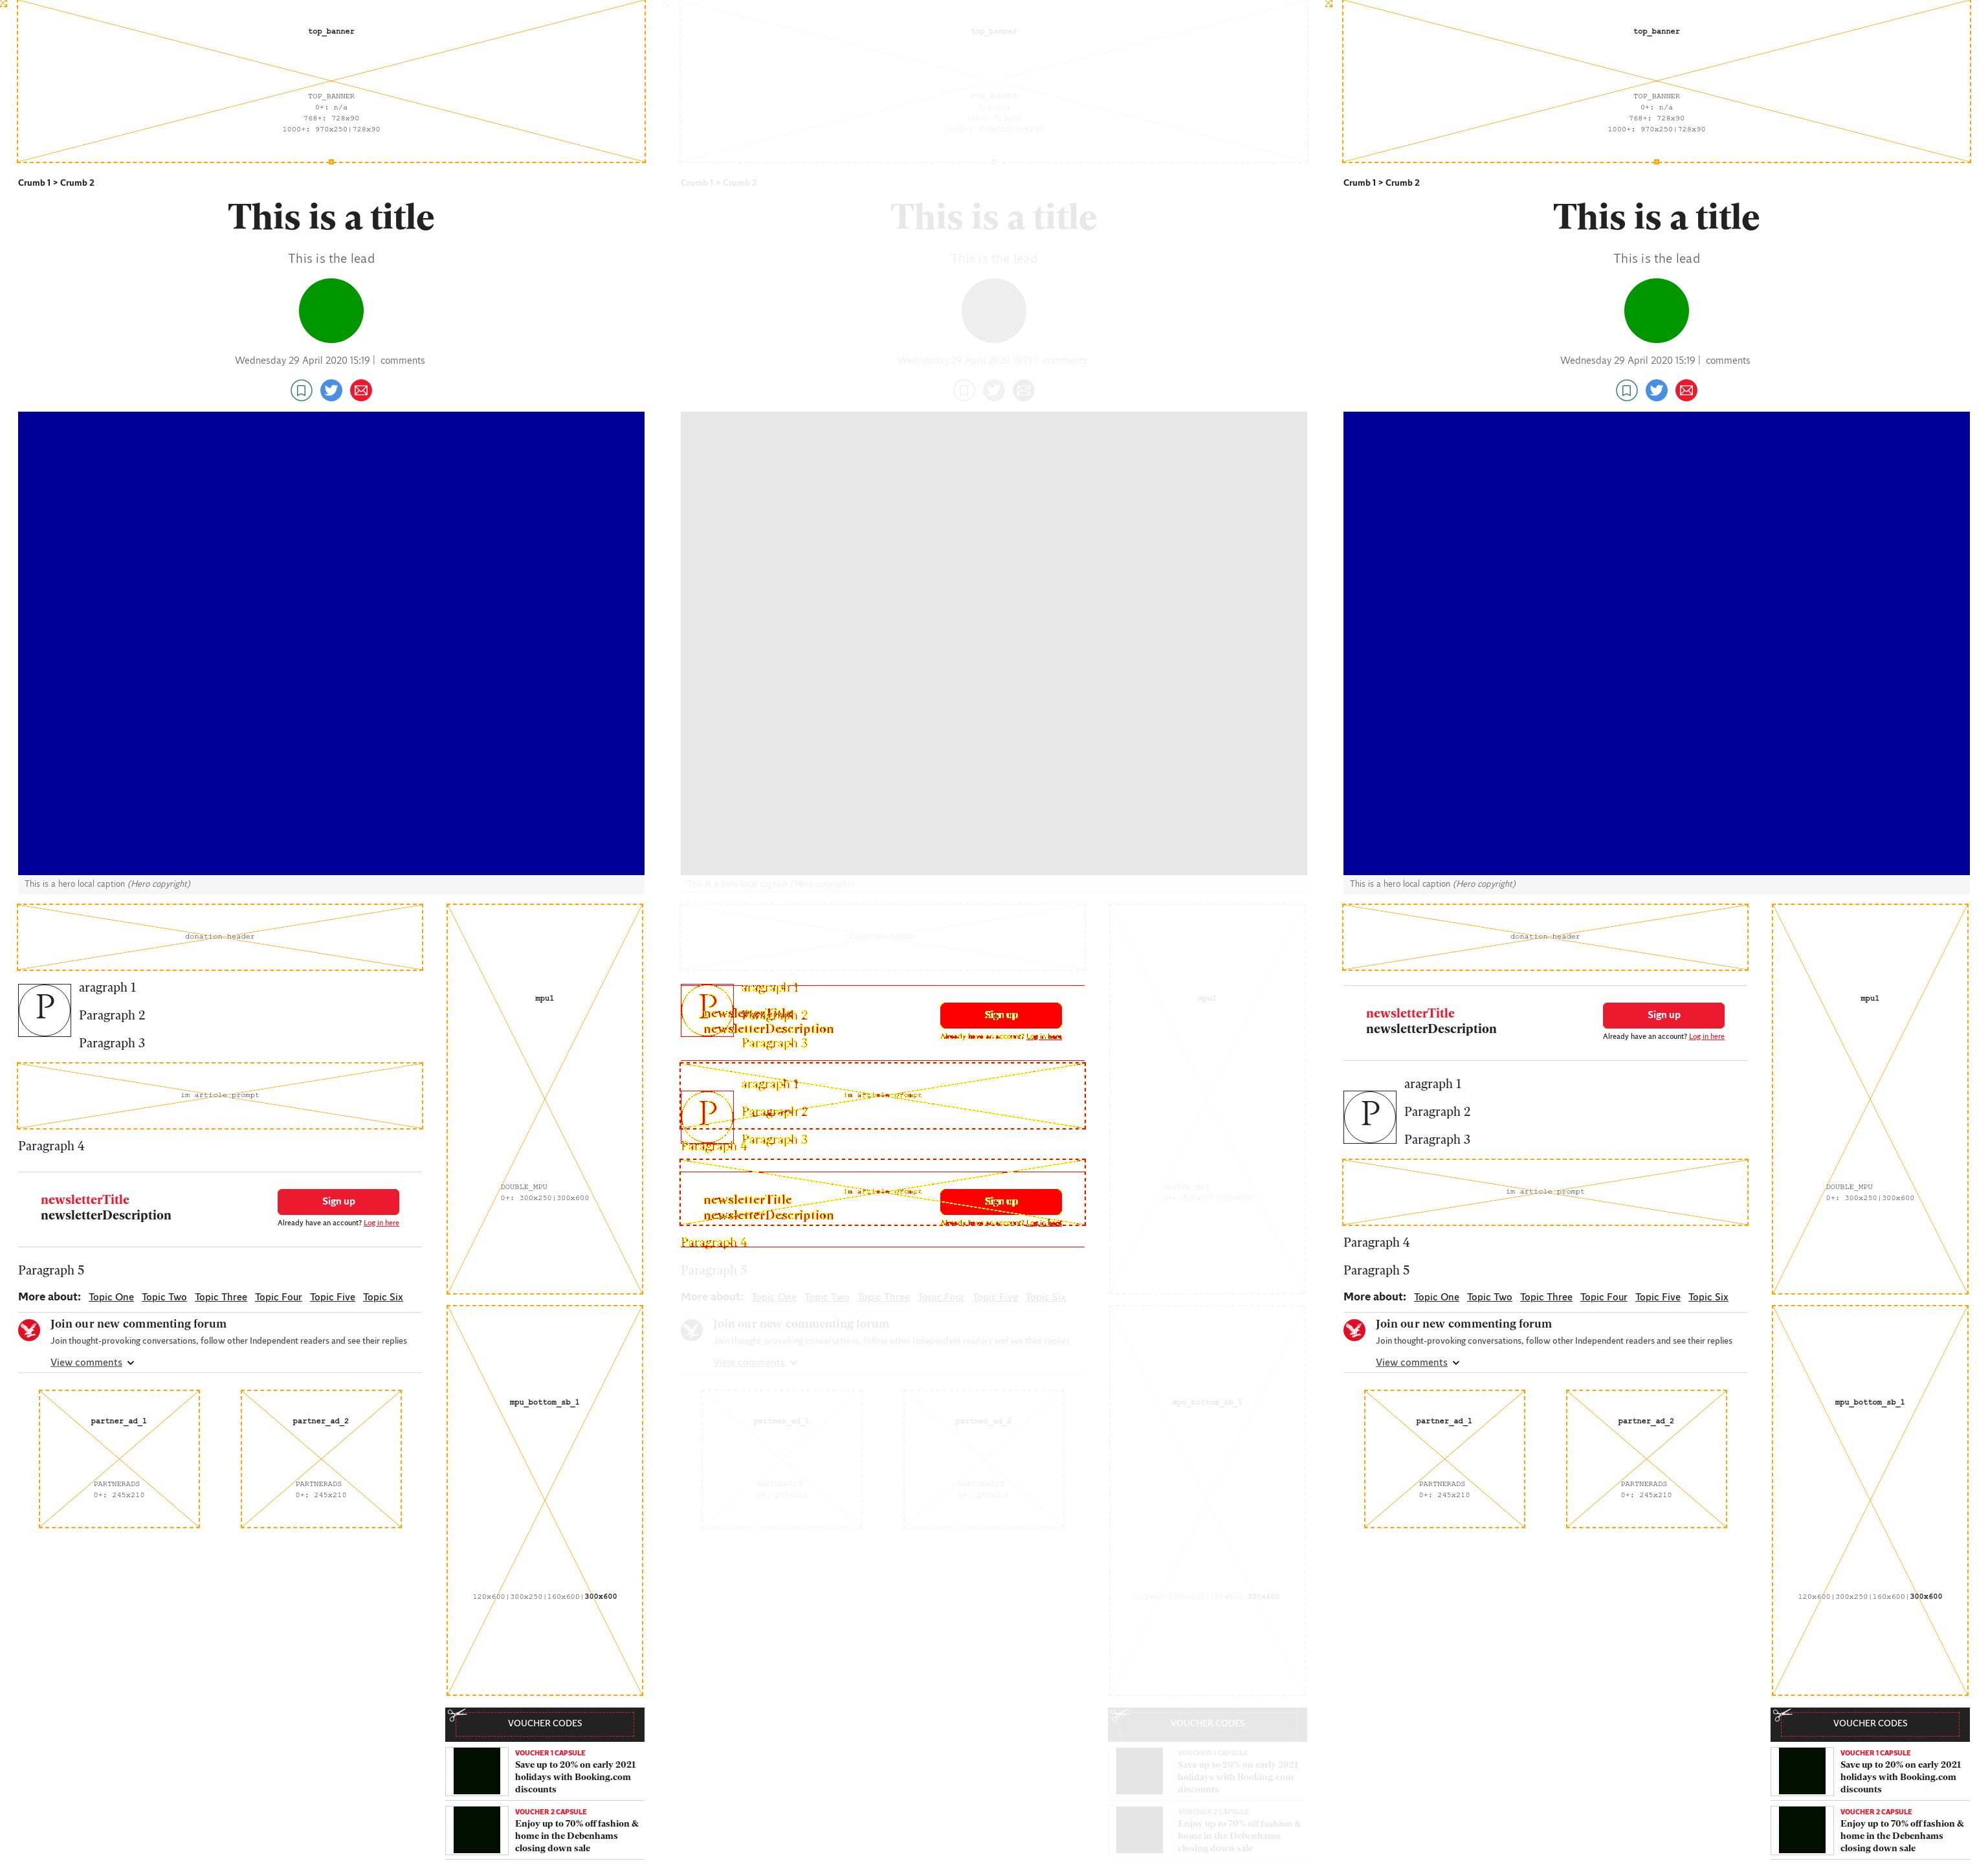 top_banner
TOP_BANNER
0+: n/a
768+: 728x90
1000+: 970x250|728x90
Crumb 1 > Crumb 2
This is a title
This is the lead
Wednesday 29 April 2020 15:19 | comments
This is a hero local caption (Hero copyright)
donation-header
Paragraph 1
Paragraph 2
Paragraph 3
im article prompt
Paragraph 4
newsletterTitle
newsletterDescription
Sign up
Already have an account? Log in here
Paragraph 5
More about: Topic One Topic Two Topic Three Topic Four Topic Five Topic Six
Join our new commenting forum
Join thought-provoking conversations, follow other Independent readers and see their replies
View comments
partner_ad_1
PARTNERADS
0+: 245x210
partner_ad_2
PARTNERADS
0+: 245x210
mpu1
DOUBLE_MPU
0+: 300x250|300x600
mpu_bottom_sb_1
120x600|300x250|160x600|300x600
VOUCHER CODES
VOUCHER 1 CAPSULE
Save up to 20% on early 2021
holidays with Booking.com
discounts
VOUCHER 2 CAPSULE
Enjoy up to 70% off fashion &
home in the Debenhams
closing down sale
top_banner
TOP_BANNER
0+: n/a
768+: 728x90
1000+: 970x250|728x90
Crumb 1 > Crumb 2
This is a title
This is the lead
Wednesday 29 April 2020 15:19 | comments
This is a hero local caption (Hero copyright)
donation-header
Paragraph 1
newsletterTitle
Paragraph 2
newsletterDescription
Sign up
Already have an account? Log in here
Paragraph 3
Paragraph 1
im article prompt
Paragraph 2
Paragraph 3
Paragraph 4
im article prompt
newsletterTitle
newsletterDescription
Sign up
Already have an account? Log in here
Paragraph 4
Paragraph 5
More about: Topic One Topic Two Topic Three Topic Four Topic Five Topic Six
Join our new commenting forum
Join thought-provoking conversations, follow other Independent readers and see their replies
View comments
partner_ad_1
PARTNERADS
0+: 245x210
partner_ad_2
PARTNERADS
0+: 245x210
mpu1
DOUBLE_MPU
0+: 300x250|300x600
mpu_bottom_sb_1
120x600|300x250|160x600|300x600
VOUCHER CODES
VOUCHER 1 CAPSULE
Save up to 20% on early 2021
holidays with Booking.com
discounts
VOUCHER 2 CAPSULE
Enjoy up to 70% off fashion &
home in the Debenhams
closing down sale
top_banner
TOP_BANNER
0+: n/a
768+: 728x90
1000+: 970x250|728x90
Crumb 1 > Crumb 2
This is a title
This is the lead
Wednesday 29 April 2020 15:19 | comments
This is a hero local caption (Hero copyright)
donation-header
newsletterTitle
newsletterDescription
Sign up
Already have an account? Log in here
Paragraph 1
Paragraph 2
Paragraph 3
im article prompt
Paragraph 4
Paragraph 5
More about: Topic One Topic Two Topic Three Topic Four Topic Five Topic Six
Join our new commenting forum
Join thought-provoking conversations, follow other Independent readers and see their replies
View comments
partner_ad_1
PARTNERADS
0+: 245x210
partner_ad_2
PARTNERADS
0+: 245x210
mpu1
DOUBLE_MPU
0+: 300x250|300x600
mpu_bottom_sb_1
120x600|300x250|160x600|300x600
VOUCHER CODES
VOUCHER 1 CAPSULE
Save up to 20% on early 2021
holidays with Booking.com
discounts
VOUCHER 2 CAPSULE
Enjoy up to 70% off fashion &
home in the Debenhams
closing down sale